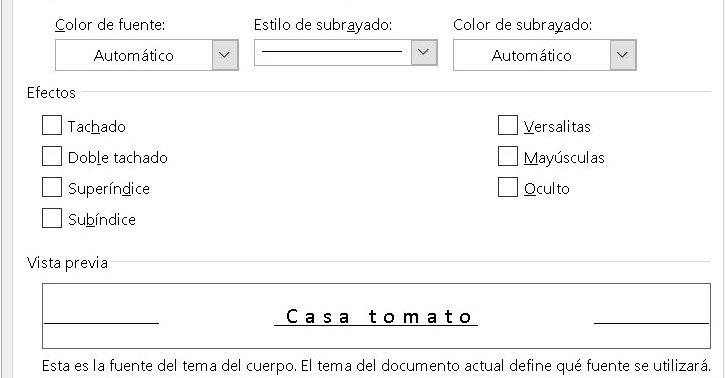 Color de fuente: Estilo de subrayado: Color de subrayado:
Automático Automático
Efectos
Tachado Versalitas
Doble tachado Mayúsculas
Superíndice Oculto
Subíndice
Vista previa
Casa tomato
Esta es la fuente del tema del cuerpo. El tema del documento actual define qué fuente se utilizará.